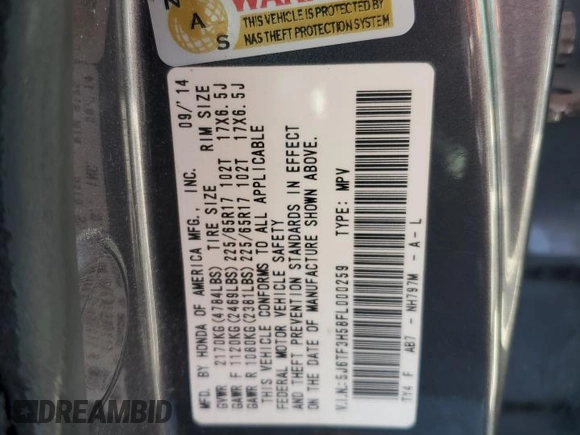 WAR
N A S
THIS VEHICLE IS PROTECTED BY
NAS THEFT PROTECTION SYSTEM
MFD. BY HONDA OF AMERICA MFG., INC. 09/'14
GVWR 2170KG(4784LBS) TIRE SIZE RIM SIZE
GAWR F 1120KG(2469LBS) 225/65R17 102T 17X6.5J
GAWR R 1080KG(2381LBS) 225/65R17 102T 17X6.5J
THIS VEHICLE CONFORMS TO ALL APPLICABLE
FEDERAL MOTOR VEHICLE SAFETY
AND THEFT PREVENTION STANDARDS IN EFFECT
ON THE DATE OF MANUFACTURE SHOWN ABOVE.
V.I.N.:5J6TF3H58FL000259 TYPE: MPV
TY4 F AB7 - NH797M - A - L
DREAMBID